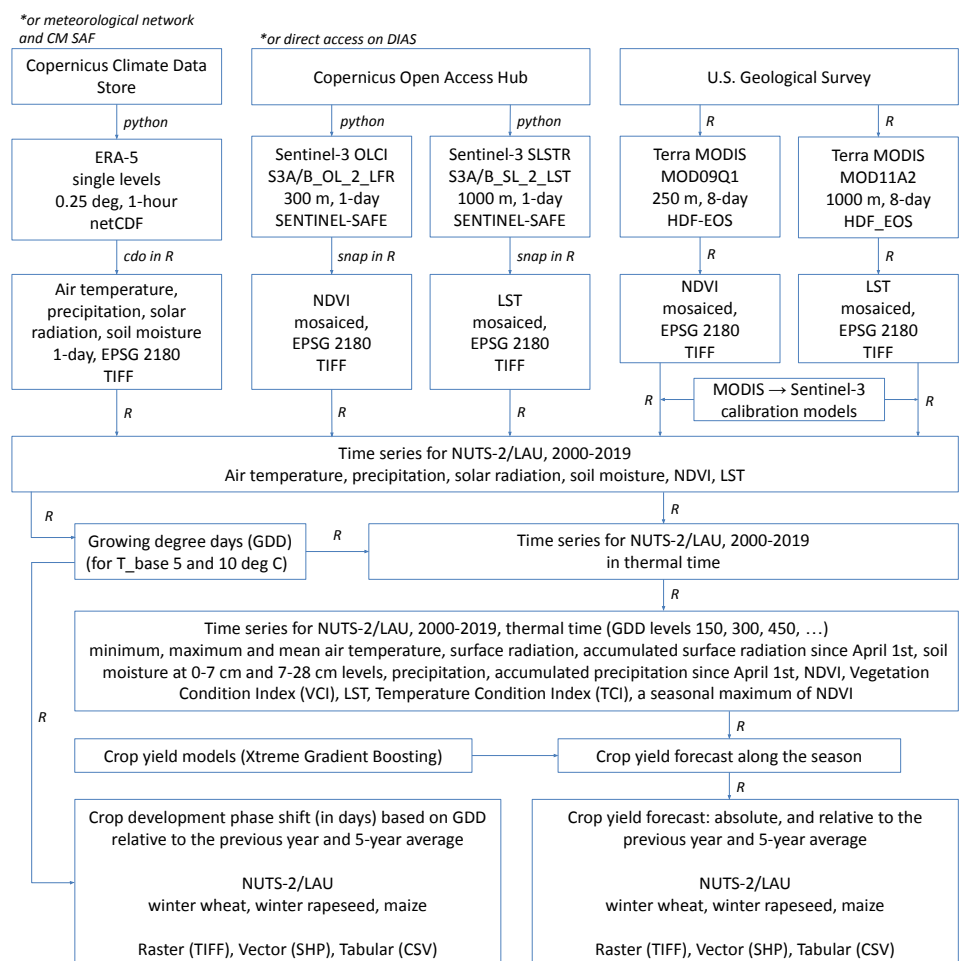 *or meteorological network
and CM SAF
*or direct access on DIAS
Copernicus Climate Data
Store
Copernicus Open Access Hub
U.S. Geological Survey
python
python
python
R
R
ERA-5
single levels
0.25 deg, 1-hour
netCDF
Sentinel-3 OLCI
S3A/B_OL_2_LFR
300 m, 1-day
SENTINEL-SAFE
Sentinel-3 SLSTR
S3A/B_SL_2_LST
1000 m, 1-day
SENTINEL-SAFE
Terra MODIS
MOD09Q1
250 m, 8-day
HDF-EOS
Terra MODIS
MOD11A2
1000 m, 8-day
HDF_EOS
cdo in R
snap in R
snap in R
R
R
Air temperature,
precipitation, solar
radiation, soil moisture
1-day, EPSG 2180
TIFF
NDVI
mosaiced,
EPSG 2180
TIFF
LST
mosaiced,
EPSG 2180
TIFF
NDVI
mosaiced,
EPSG 2180
TIFF
LST
mosaiced,
EPSG 2180
TIFF
R
R
R
R
MODIS → Sentinel-3
calibration models
R
Time series for NUTS-2/LAU, 2000-2019
Air temperature, precipitation, solar radiation, soil moisture, NDVI, LST
R
R
Growing degree days (GDD)
(for T_base 5 and 10 deg C)
R
Time series for NUTS-2/LAU, 2000-2019
in thermal time
R
Time series for NUTS-2/LAU, 2000-2019, thermal time (GDD levels 150, 300, 450, …)
minimum, maximum and mean air temperature, surface radiation, accumulated surface radiation since April 1st, soil
moisture at 0-7 cm and 7-28 cm levels, precipitation, accumulated precipitation since April 1st, NDVI, Vegetation
Condition Index (VCI), LST, Temperature Condition Index (TCI), a seasonal maximum of NDVI
R
R
Crop yield models (Xtreme Gradient Boosting)
Crop yield forecast along the season
R
Crop development phase shift (in days) based on GDD
relative to the previous year and 5-year average
NUTS-2/LAU
winter wheat, winter rapeseed, maize
Raster (TIFF), Vector (SHP), Tabular (CSV)
Crop yield forecast: absolute, and relative to the
previous year and 5-year average
NUTS-2/LAU
winter wheat, winter rapeseed, maize
Raster (TIFF), Vector (SHP), Tabular (CSV)